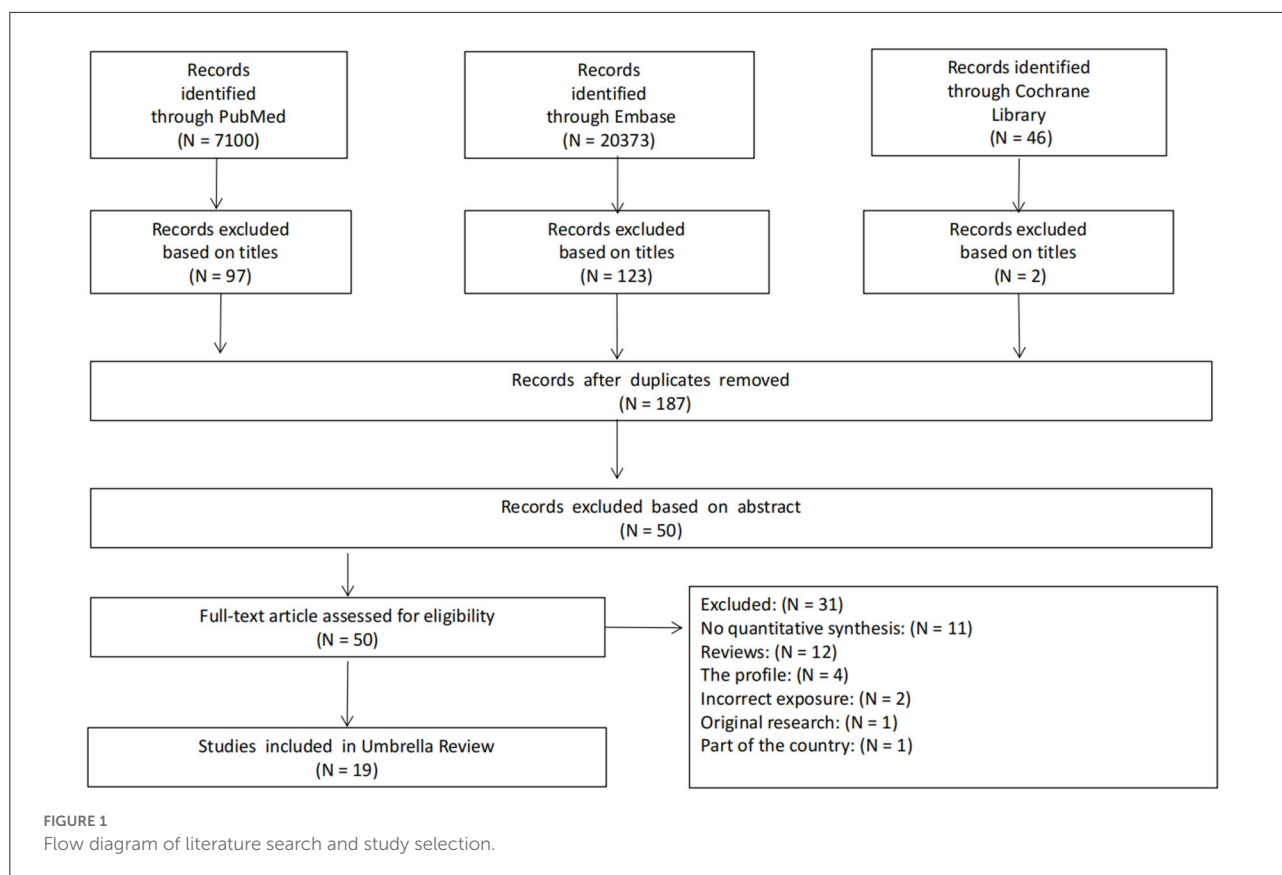 Records
identified
through PubMed
(N = 7100)
Records
identified
through Embase
(N = 20373)
Records identified
through Cochrane
Library
(N = 46)
Records excluded
based on titles
(N = 97)
Records excluded
based on titles
(N = 123)
Records excluded
based on titles
(N = 2)
Records after duplicates removed
(N = 187)
Records excluded based on abstract
(N = 50)
Full-text article assessed for eligibility
(N = 50)
Excluded: (N = 31)
No quantitative synthesis: (N = 11)
Reviews: (N = 12)
The profile: (N = 4)
Incorrect exposure: (N = 2)
Original research: (N = 1)
Part of the country: (N = 1)
Studies included in Umbrella Review
(N = 19)
FIGURE 1
Flow diagram of literature search and study selection.